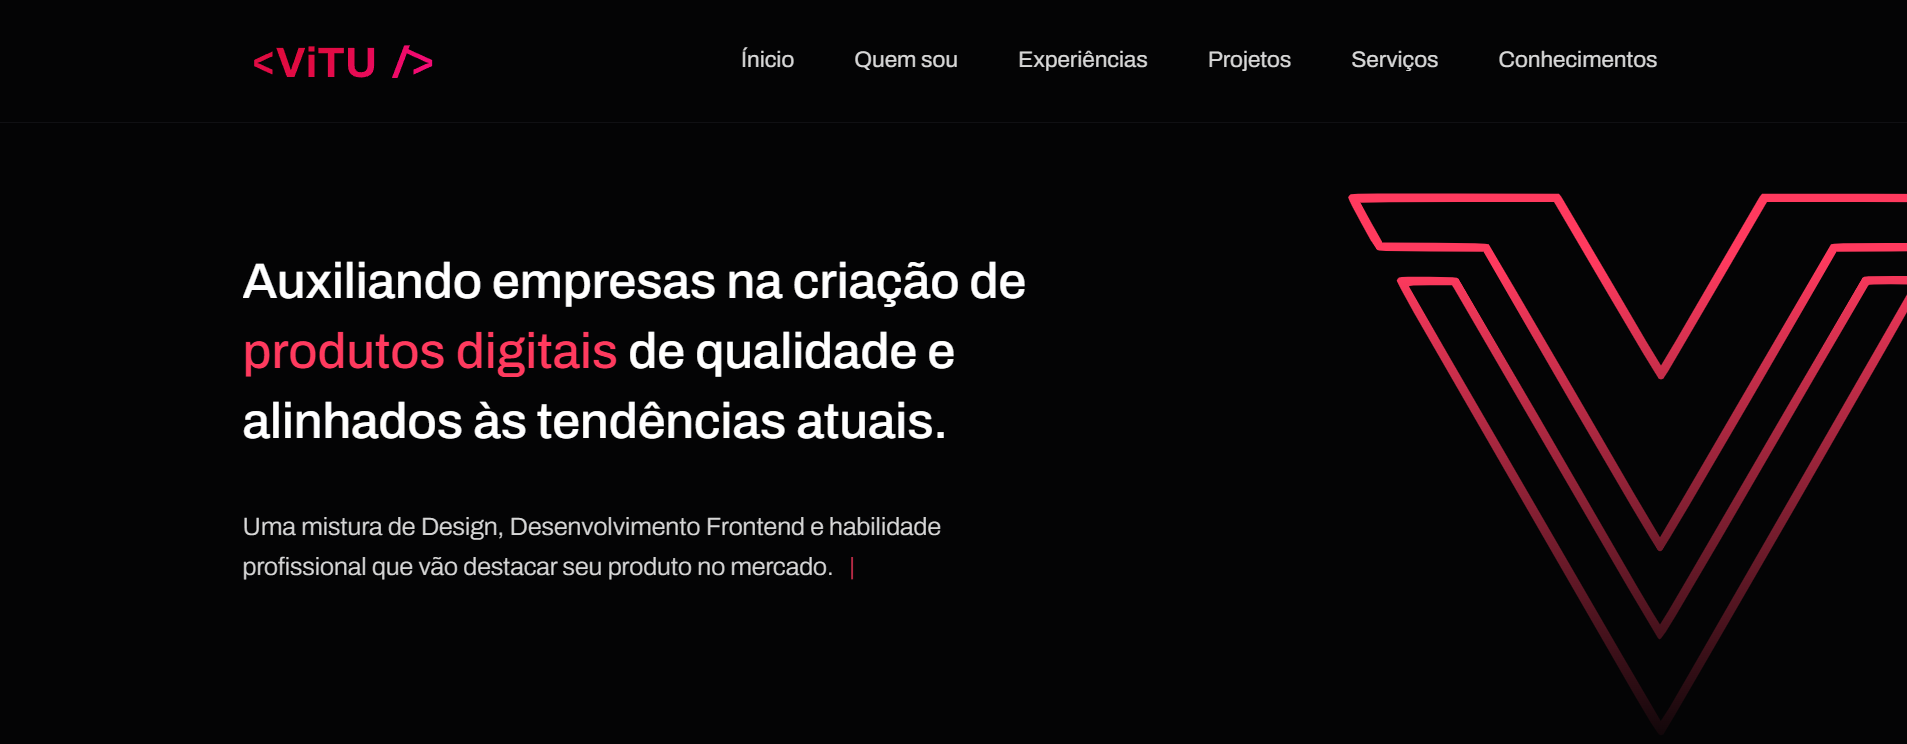 <ViTU />
Ínicio Quem sou Experiências Projetos Serviços Conhecimentos
Auxiliando empresas na criação de
produtos digitais de qualidade e
alinhados às tendências atuais.
Uma mistura de Design, Desenvolvimento Frontend e habilidade
profissional que vão destacar seu produto no mercado. |